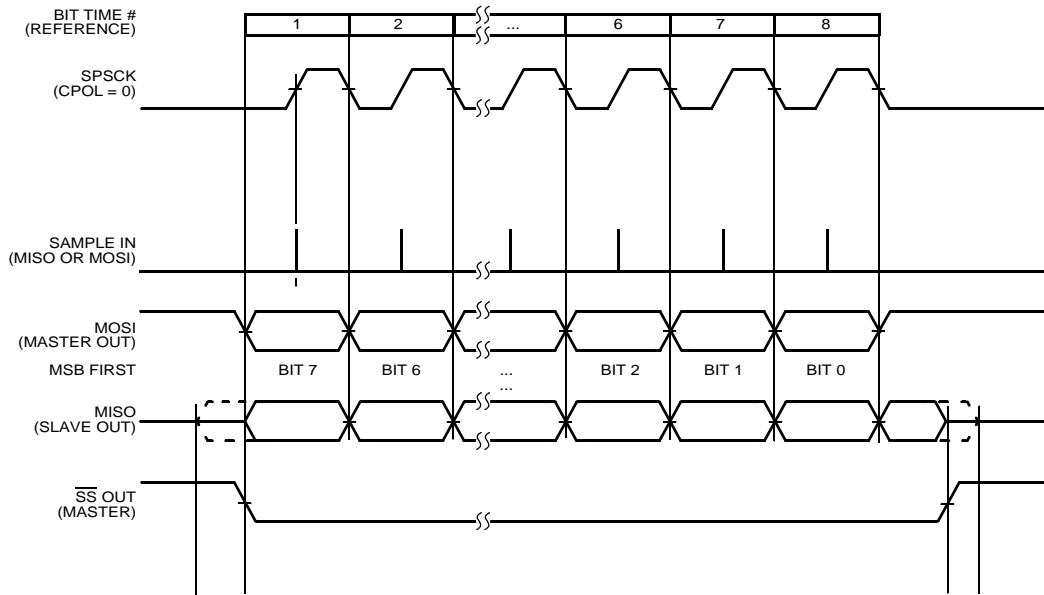 BIT TIME #
(REFERENCE)
1 2 ... 6 7 8
SPSCK
(CPOL = 0)
SAMPLE IN
(MISO OR MOSI)
MOSI
(MASTER OUT)
MSB FIRST BIT 7 BIT 6 ... BIT 2 BIT 1 BIT 0
...
MISO
(SLAVE OUT)
SS OUT
(MASTER)